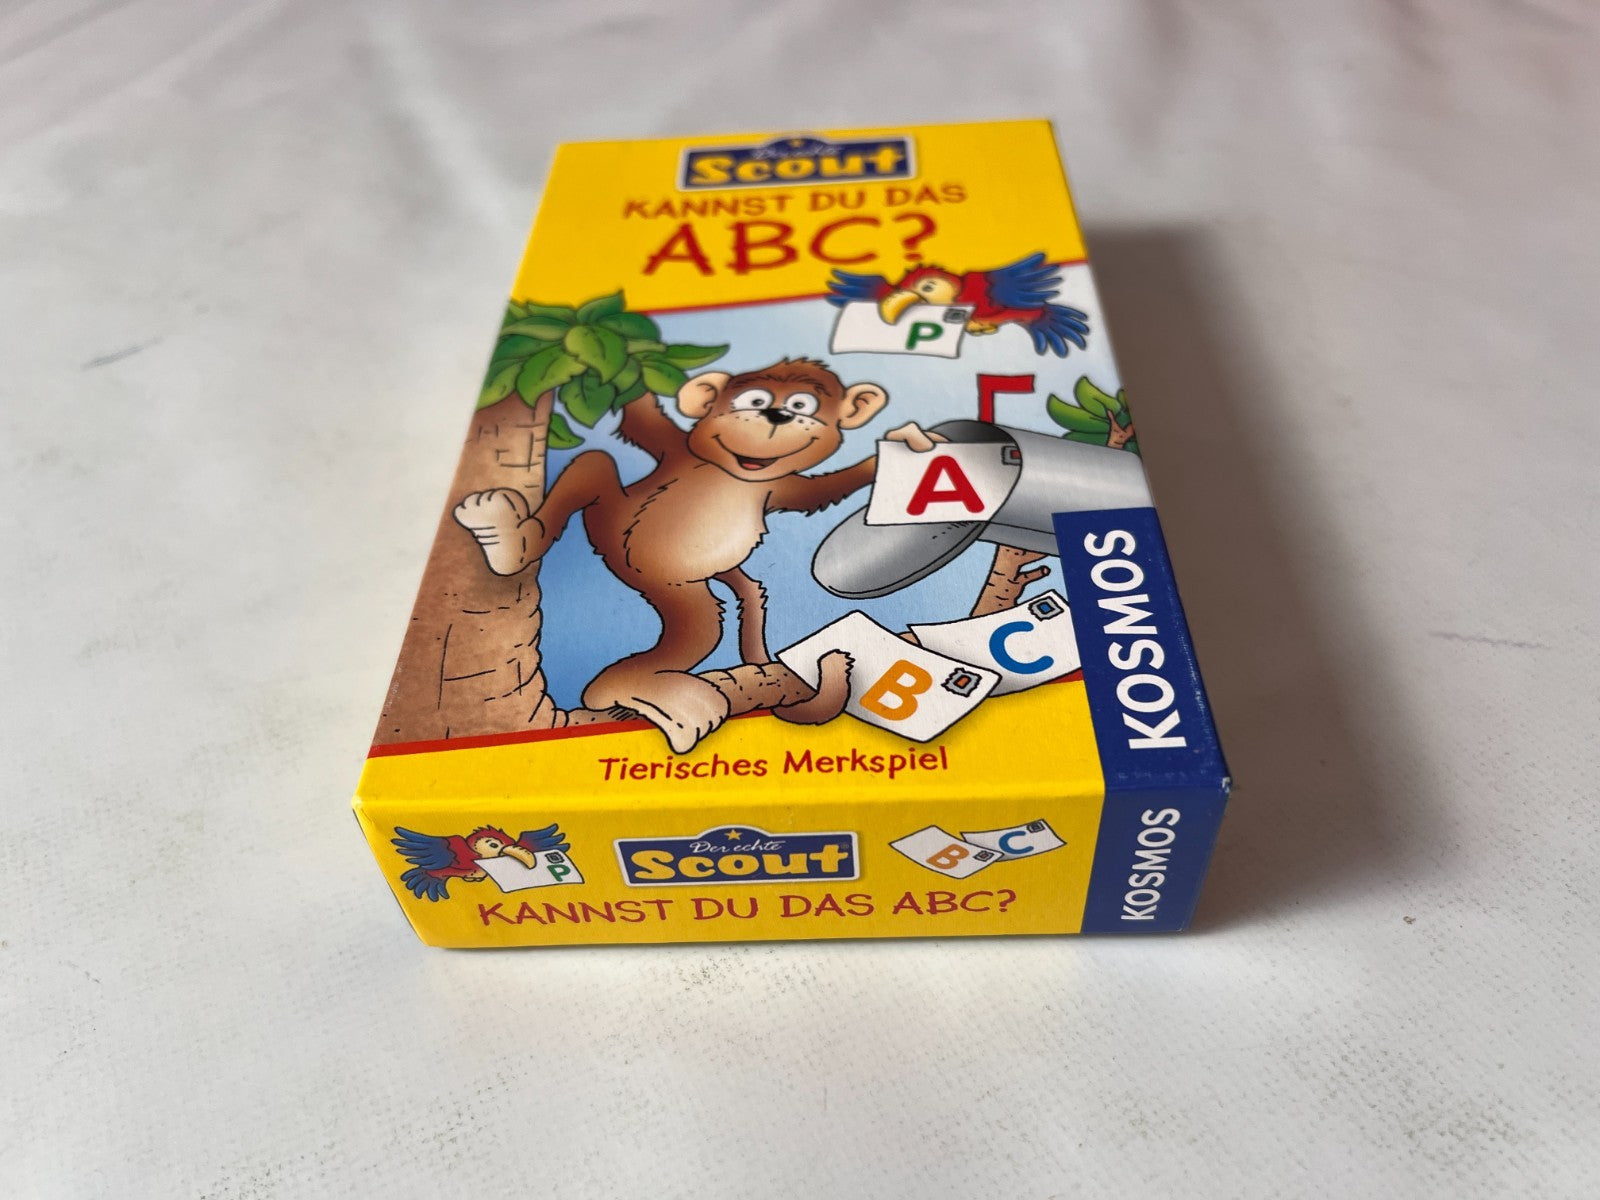 Der echte
Scout
KANNST DU DAS
ABC?
P
A
B
C
KOSMOS
Tierisches Merkspiel
P
Der echte
Scout
B
C
KANNST DU DAS ABC?
KOSMOS